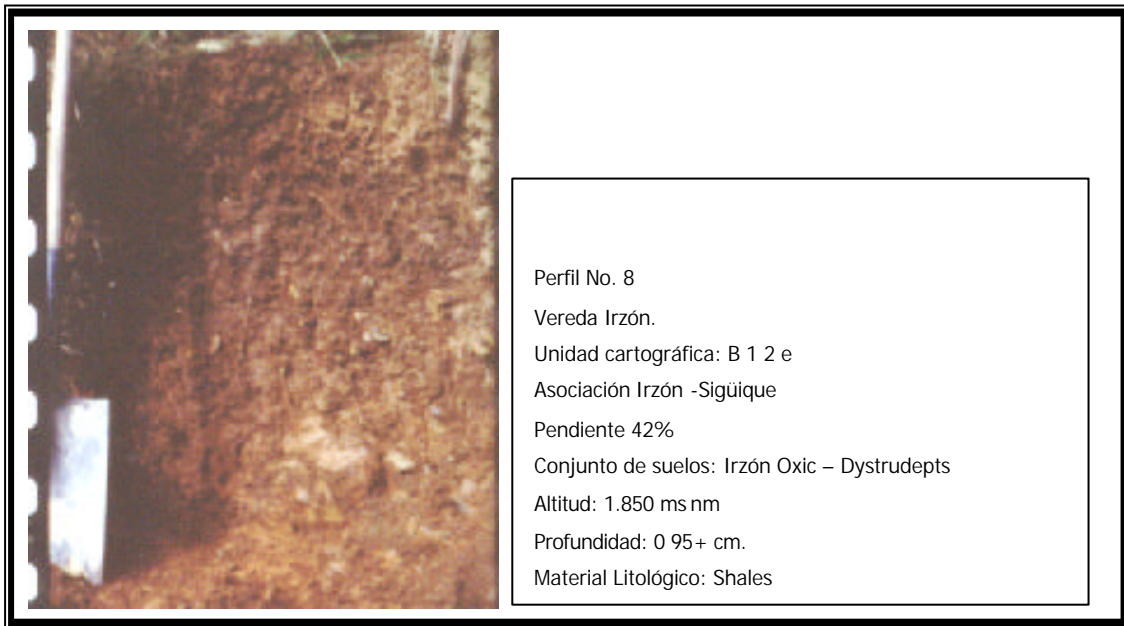 Perfil No. 8
Vereda Irzón.
Unidad cartográfica: B 1 2 e
Asociación Irzón -Sigüique
Pendiente 42%
Conjunto de suelos: Irzón Oxic – Dystrudepts
Altitud: 1.850 ms nm
Profundidad: 0 95+ cm.
Material Litológico: Shales